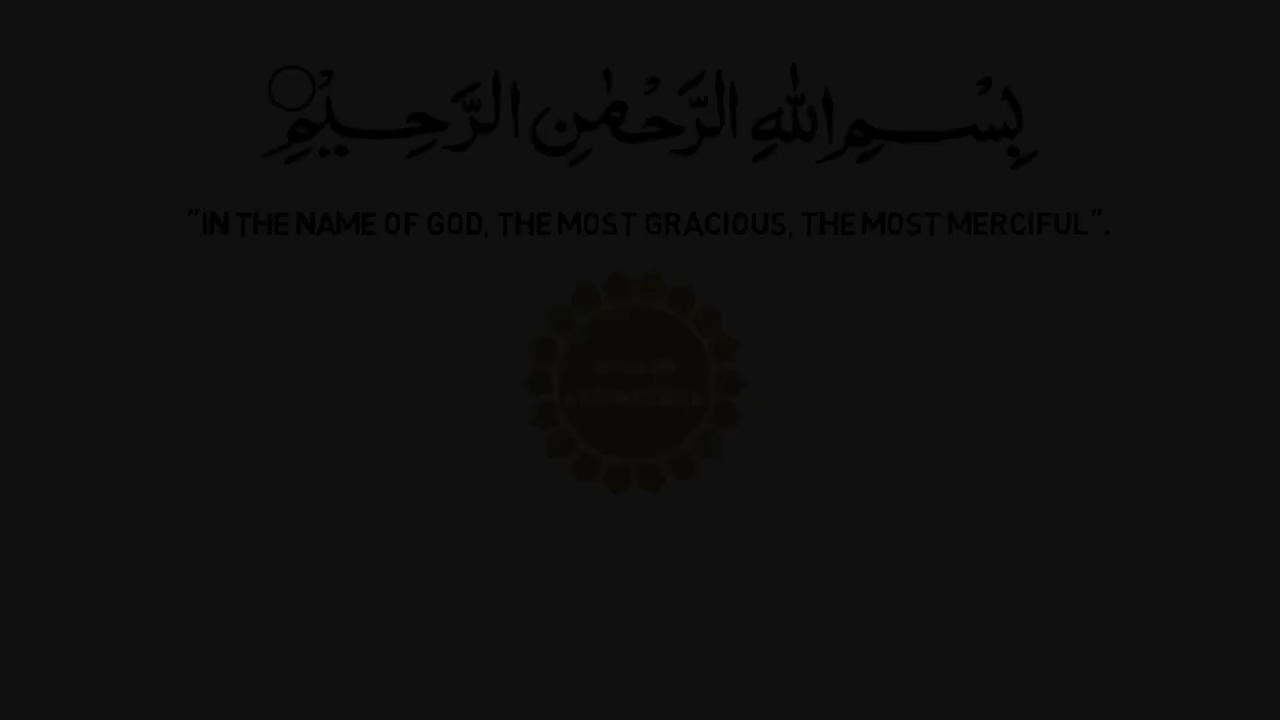 بِسْمِ اللهِ الرَّحْمٰنِ الرَّحِيْمِ
"IN THE NAME OF GOD, THE MOST GRACIOUS, THE MOST MERCIFUL".